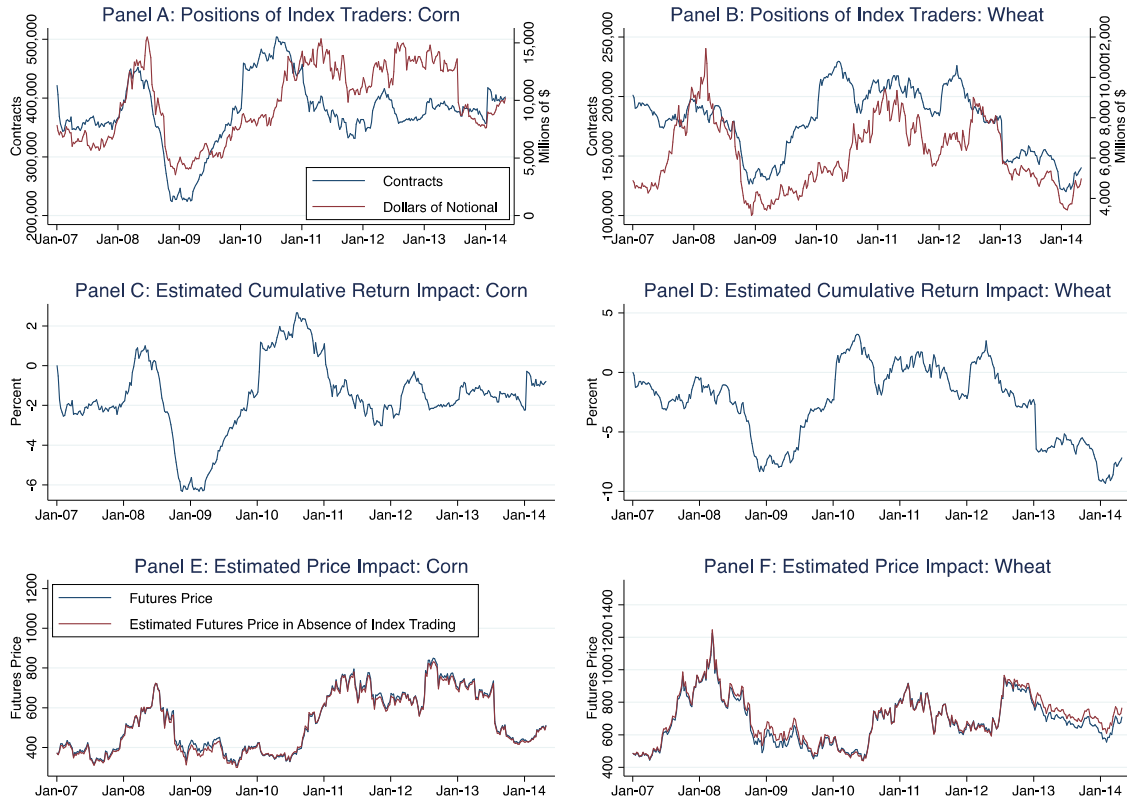 Panel A: Positions of Index Traders: Corn
Contracts
200,000 300,000 400,000 500,000
0 5,000 10,000 15,000
Millions of $
Contracts
Dollars of Notional
Jan-07 Jan-08 Jan-09 Jan-10 Jan-11 Jan-12 Jan-13 Jan-14
Panel B: Positions of Index Traders: Wheat
Contracts
100,000 150,000 200,000 250,000
4,000 6,000 8,000 10,000 12,000
Millions of $
Jan-07 Jan-08 Jan-09 Jan-10 Jan-11 Jan-12 Jan-13 Jan-14
Panel C: Estimated Cumulative Return Impact: Corn
Percent
-6 -4 -2 0 2
Jan-07 Jan-08 Jan-09 Jan-10 Jan-11 Jan-12 Jan-13 Jan-14
Panel D: Estimated Cumulative Return Impact: Wheat
Percent
-10 -5 0 5
Jan-07 Jan-08 Jan-09 Jan-10 Jan-11 Jan-12 Jan-13 Jan-14
Panel E: Estimated Price Impact: Corn
Futures Price
400 600 800 1000 1200
Futures Price
Estimated Futures Price in Absence of Index Trading
Jan-07 Jan-08 Jan-09 Jan-10 Jan-11 Jan-12 Jan-13 Jan-14
Panel F: Estimated Price Impact: Wheat
Futures Price
400 600 800 1000 1200 1400
Jan-07 Jan-08 Jan-09 Jan-10 Jan-11 Jan-12 Jan-13 Jan-14